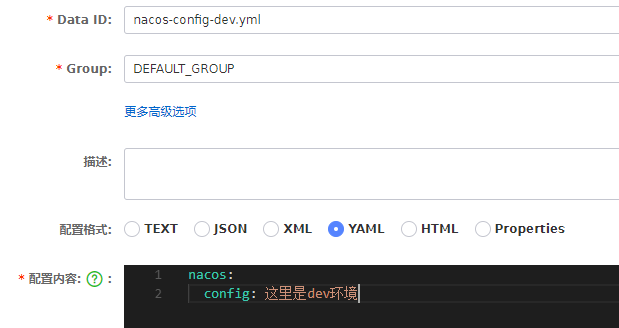 * Data ID: nacos-config-dev.yml
* Group: DEFAULT_GROUP
更多高级选项
描述:
配置格式: TEXT JSON XML YAML HTML Properties
* 配置内容: ? :
1 nacos:
2 config: 这里是dev环境